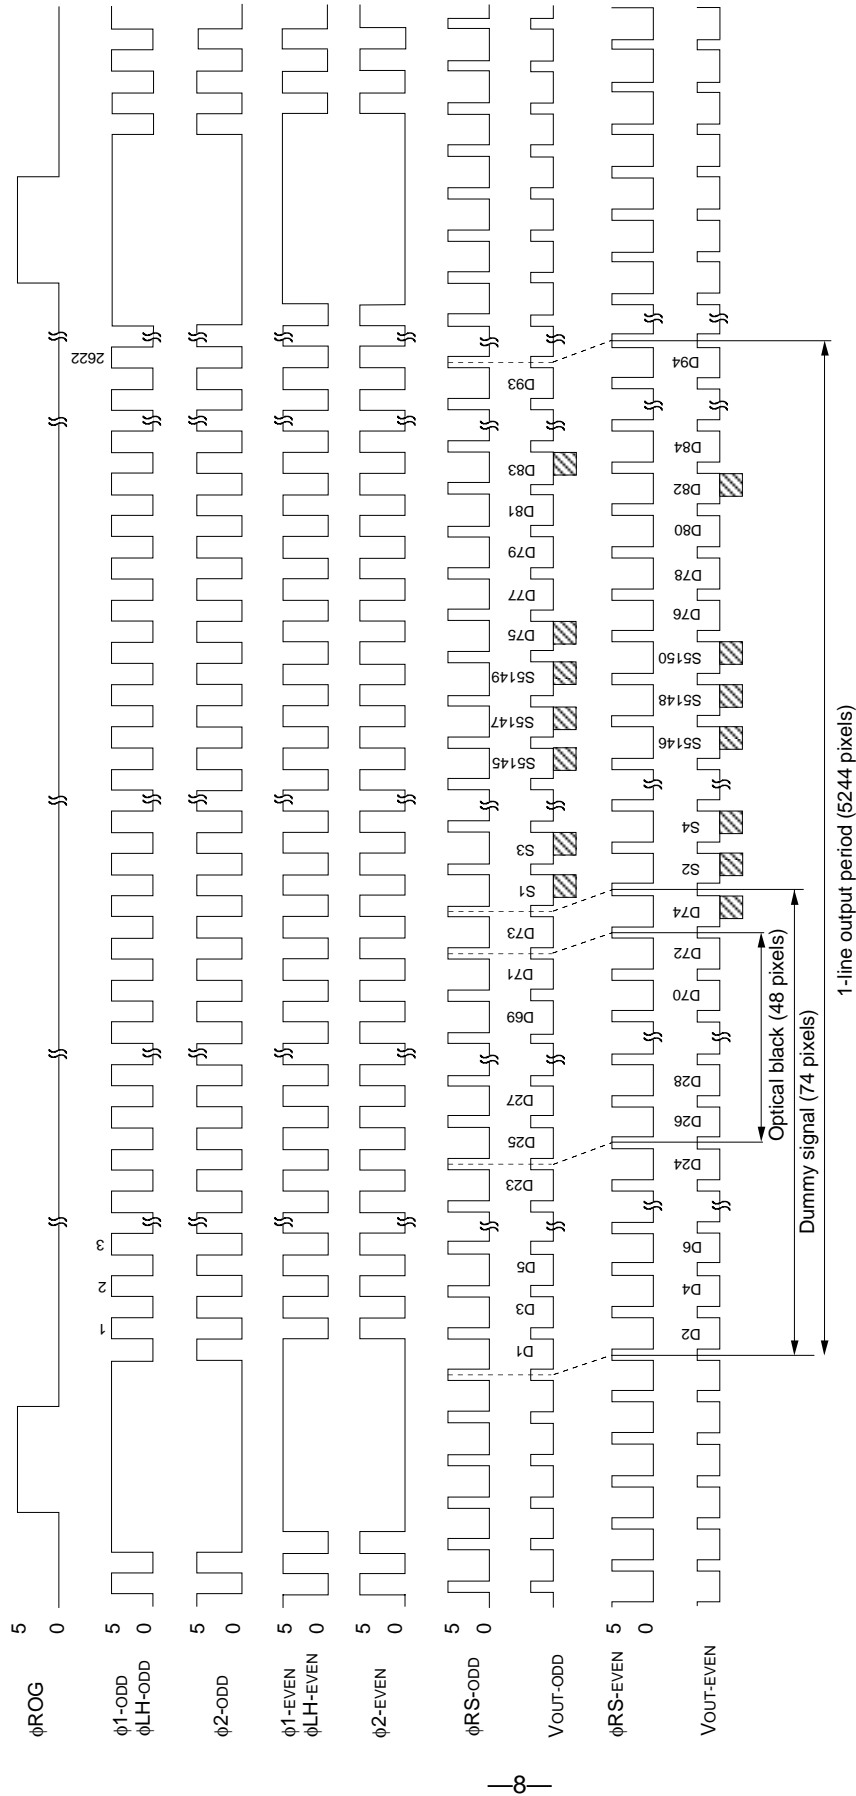 φROG
5
0
φ1-ODD
φLH-ODD
5
0
1
2
3
2622
φ2-ODD
5
0
φ1-EVEN
φLH-EVEN
5
0
φ2-EVEN
5
0
φRS-ODD
5
0
VOUT-ODD
D1
D3
D5
D23
D25
D27
D69
D71
D73
S1
S3
S5145
S5147
S5149
D75
D77
D79
D81
D83
D93
φRS-EVEN
5
0
VOUT-EVEN
D2
D4
D6
D24
D26
D28
D70
D72
D74
S2
S4
S5146
S5148
S5150
D76
D78
D80
D82
D84
D94
Optical black (48 pixels)
Dummy signal (74 pixels)
1-line output period (5244 pixels)
—8—